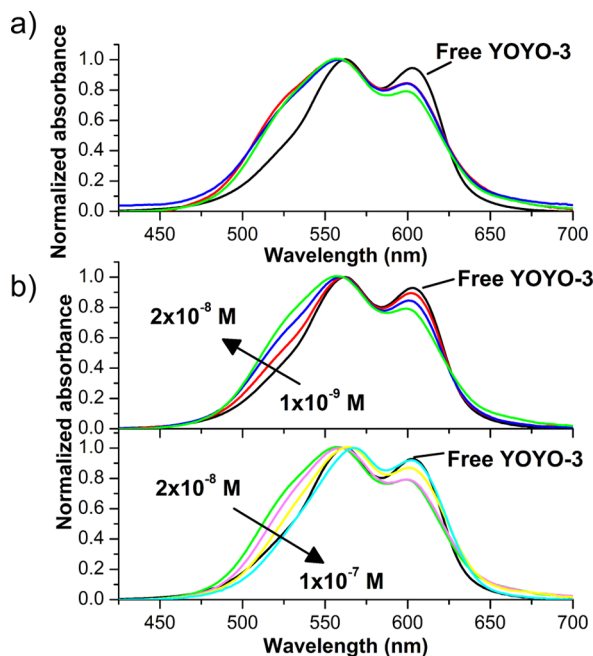 a)
Free YOYO-3
Normalized absorbance
1.0
0.8
0.6
0.4
0.2
0.0
450 500 550 600 650 700
Wavelength (nm)
b)
Free YOYO-3
2x10⁻⁸ M
1x10⁻⁹ M
Normalized absorbance
1.0
0.8
0.6
0.4
0.2
0.0
450 500 550 600 650 700
Wavelength (nm)
Free YOYO-3
2x10⁻⁸ M
1x10⁻⁷ M
Normalized absorbance
1.0
0.8
0.6
0.4
0.2
0.0
450 500 550 600 650 700
Wavelength (nm)